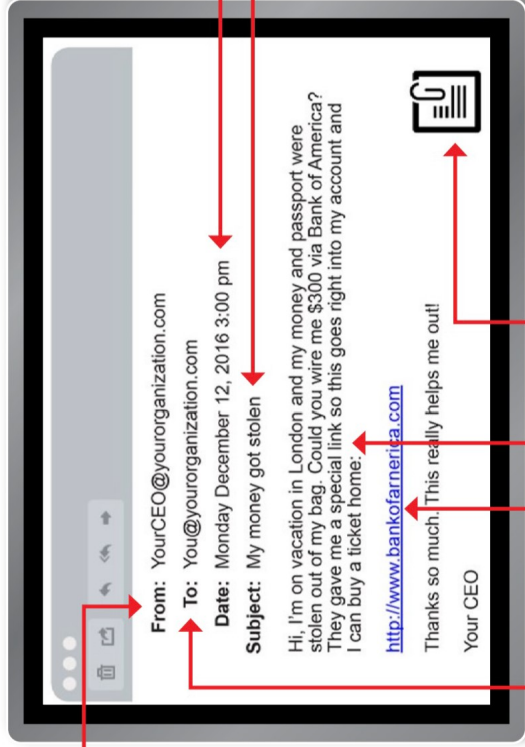 From: YourCEO@yourorganization.com
To: You@yourorganization.com
Date: Monday December 12, 2016 3:00 pm
Subject: My money got stolen
Hi, I'm on vacation in London and my money and passport were
stolen out of my bag. Could you wire me $300 via Bank of America?
They gave me a special link so this goes right into my account and
I can buy a ticket home:
http://www.bankofarnerica.com
Thanks so much. This really helps me out!
Your CEO